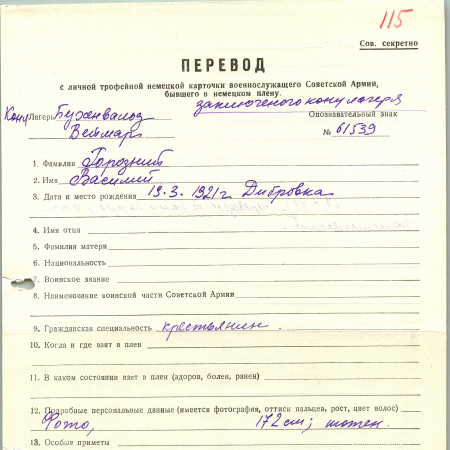 115
Сов. секретно
ПЕРЕВОД
с личной трофейной немецкой карточки военнослужащего Советской Армии,
бывшего в немецком плену.
заключенного концлагеря
Конц Лагерь Бухенвальд
Опознавательный знак
Веймар
№ 61539
1. Фамилия Городний
2. Имя Василий
3. Дата и место рождения 19.3.1921г Дибровка
4. Имя отца
5. Фамилия матери
6. Национальность
7. Воинское звание
8. Наименование воинской части Советской Армии
9. Гражданская специальность крестьянин.
10. Когда и где взят в плен
11. В каком состоянии взят в плен (здоров, болен, ранен)
12. Подробные персональные данные (имеется фотография, оттиск пальцев, рост, цвет волос)
Фото, 172 см; шатен.
13. Особые приметы